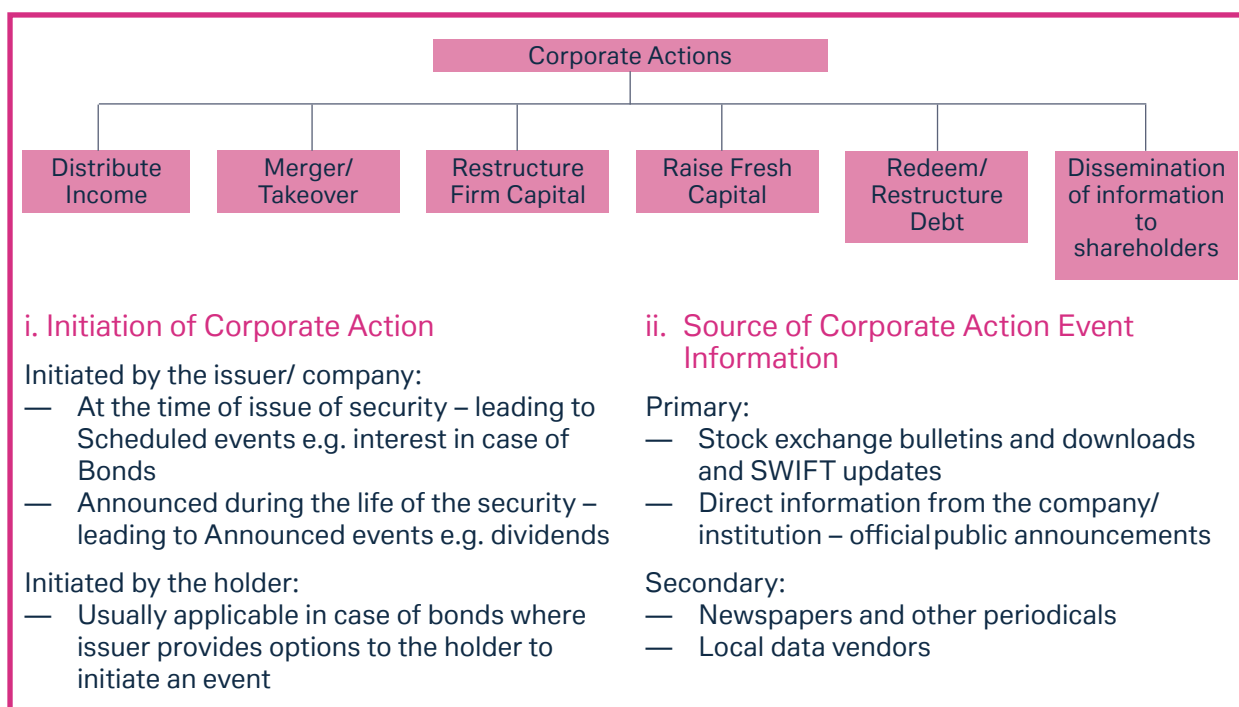 Corporate Actions
Distribute
Income
Merger/
Takeover
Restructure
Firm Capital
Raise Fresh
Capital
Redeem/
Restructure
Debt
Dissemination
of information
to
shareholders
i. Initiation of Corporate Action
Initiated by the issuer/ company:
— At the time of issue of security – leading to
Scheduled events e.g. interest in case of
Bonds
— Announced during the life of the security –
leading to Announced events e.g. dividends
Initiated by the holder:
— Usually applicable in case of bonds where
issuer provides options to the holder to
initiate an event
ii. Source of Corporate Action Event
Information
Primary:
— Stock exchange bulletins and downloads
and SWIFT updates
— Direct information from the company/
institution – official public announcements
Secondary:
— Newspapers and other periodicals
— Local data vendors